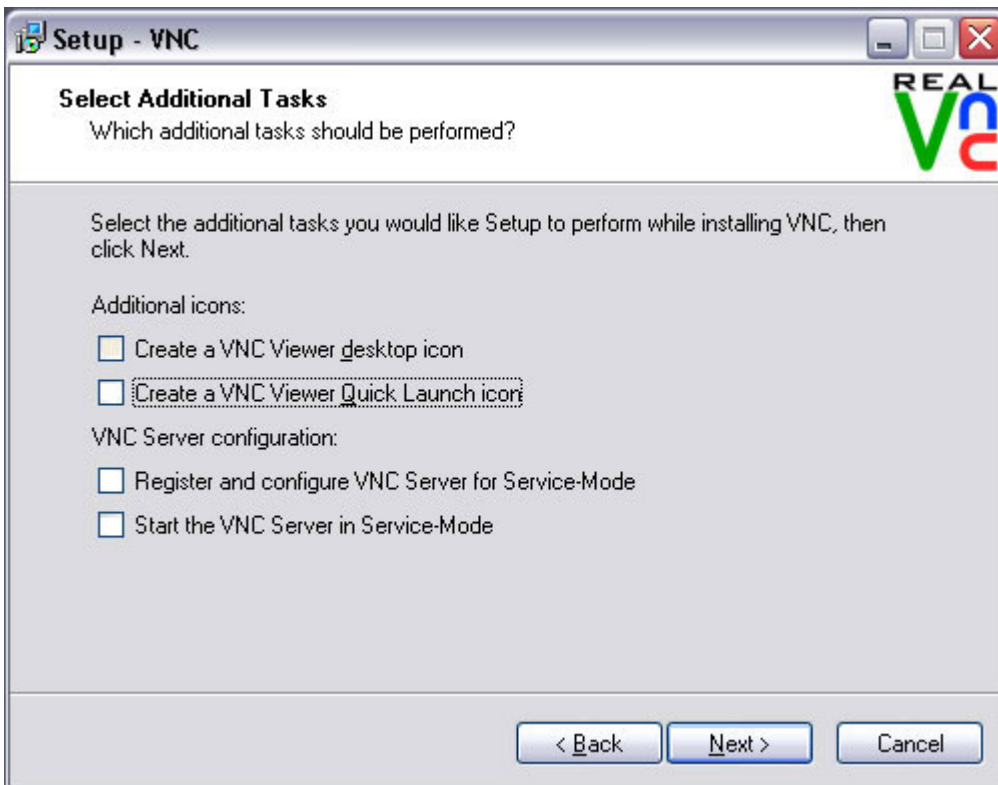 Setup - VNC
REAL
vnc
Select Additional Tasks
Which additional tasks should be performed?
Select the additional tasks you would like Setup to perform while installing VNC, then
click Next.
Additional icons:
Create a VNC Viewer desktop icon
Create a VNC Viewer Quick Launch icon
VNC Server configuration:
Register and configure VNC Server for Service-Mode
Start the VNC Server in Service-Mode
< Back
Next >
Cancel